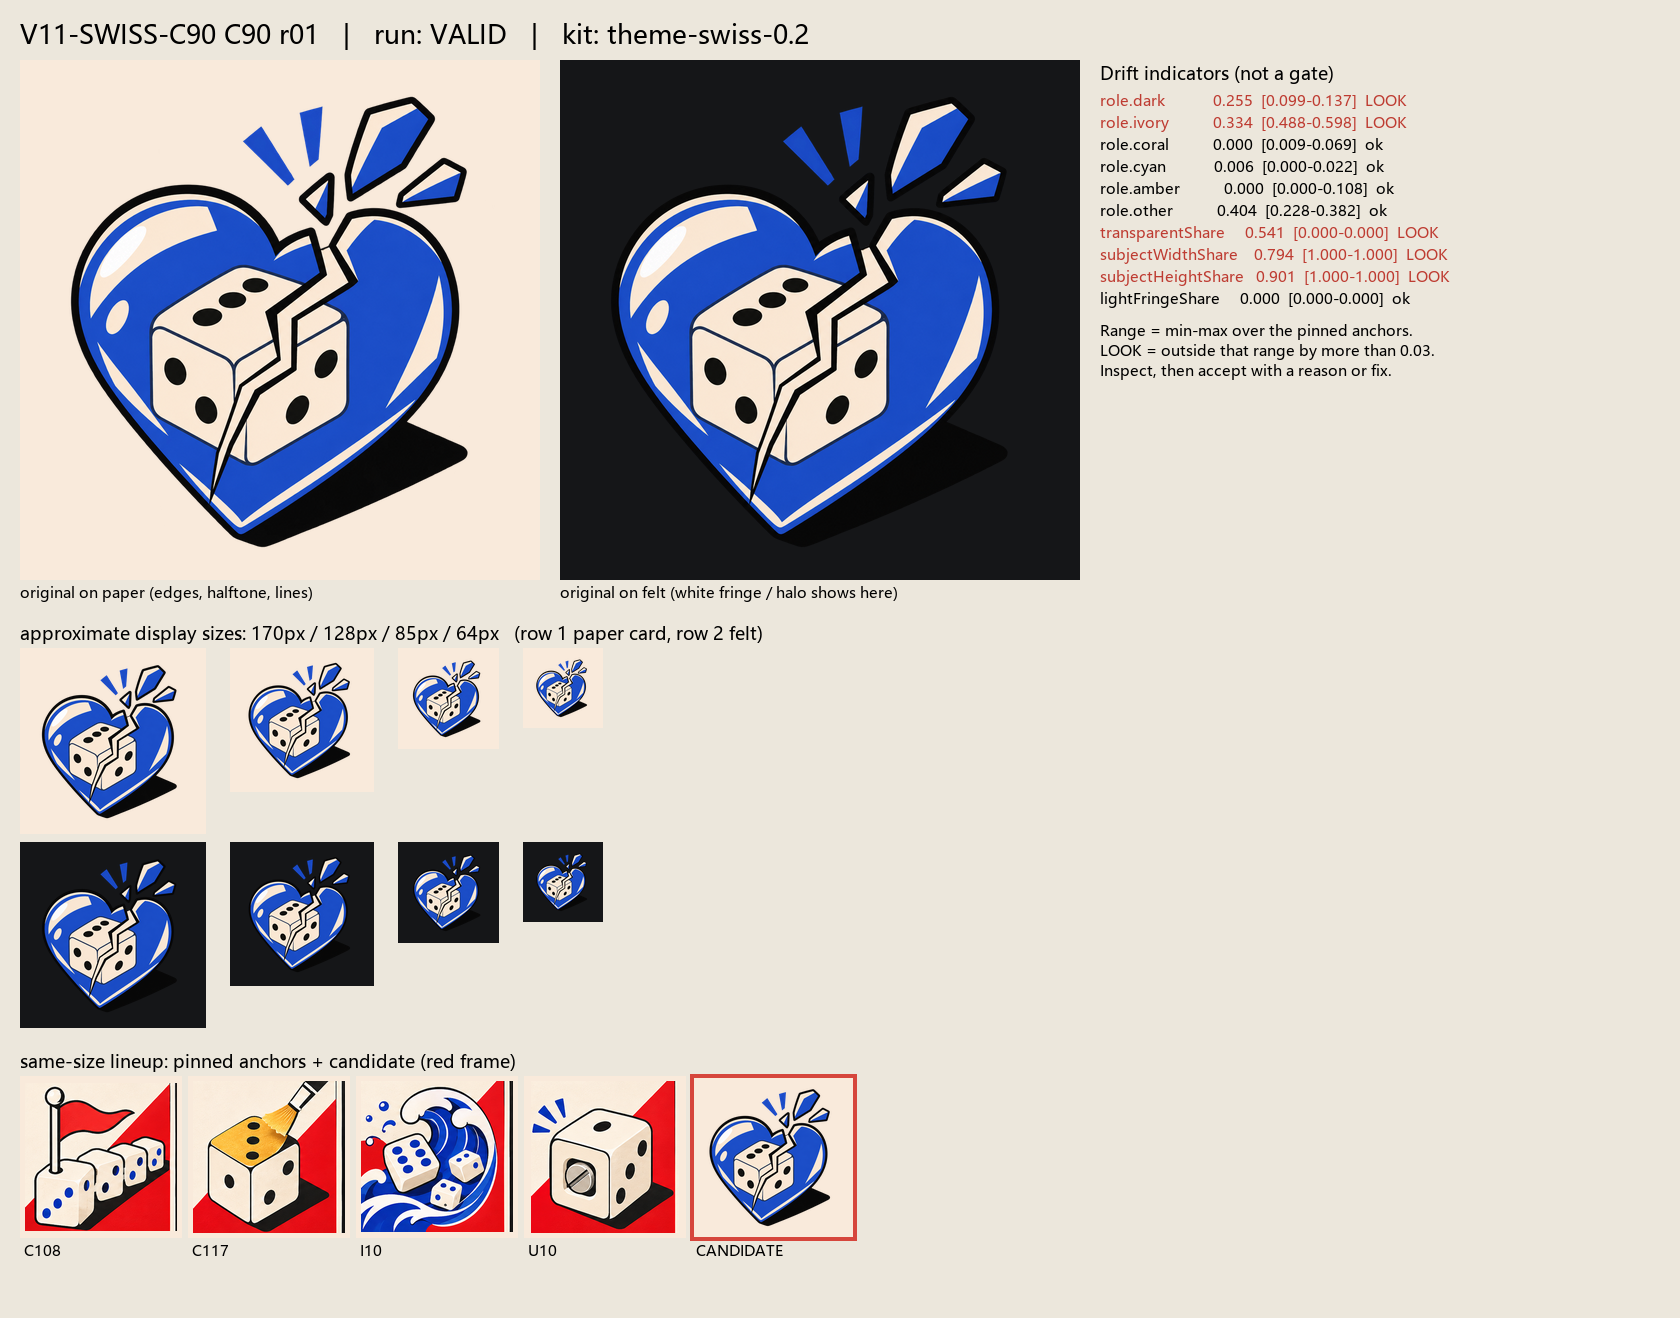 V11-SWISS-C90 C90 r01 | run: VALID | kit: theme-swiss-0.2
Drift indicators (not a gate)
role.dark 0.255 [0.099-0.137] LOOK
role.ivory 0.334 [0.488-0.598] LOOK
role.coral 0.000 [0.009-0.069] ok
role.cyan 0.006 [0.000-0.022] ok
role.amber 0.000 [0.000-0.108] ok
role.other 0.404 [0.228-0.382] ok
transparentShare 0.541 [0.000-0.000] LOOK
subjectWidthShare 0.794 [1.000-1.000] LOOK
subjectHeightShare 0.901 [1.000-1.000] LOOK
lightFringeShare 0.000 [0.000-0.000] ok
Range = min-max over the pinned anchors.
LOOK = outside that range by more than 0.03.
Inspect, then accept with a reason or fix.
original on paper (edges, halftone, lines)
original on felt (white fringe / halo shows here)
approximate display sizes: 170px / 128px / 85px / 64px (row 1 paper card, row 2 felt)
same-size lineup: pinned anchors + candidate (red frame)
C108
C117
I10
U10
CANDIDATE